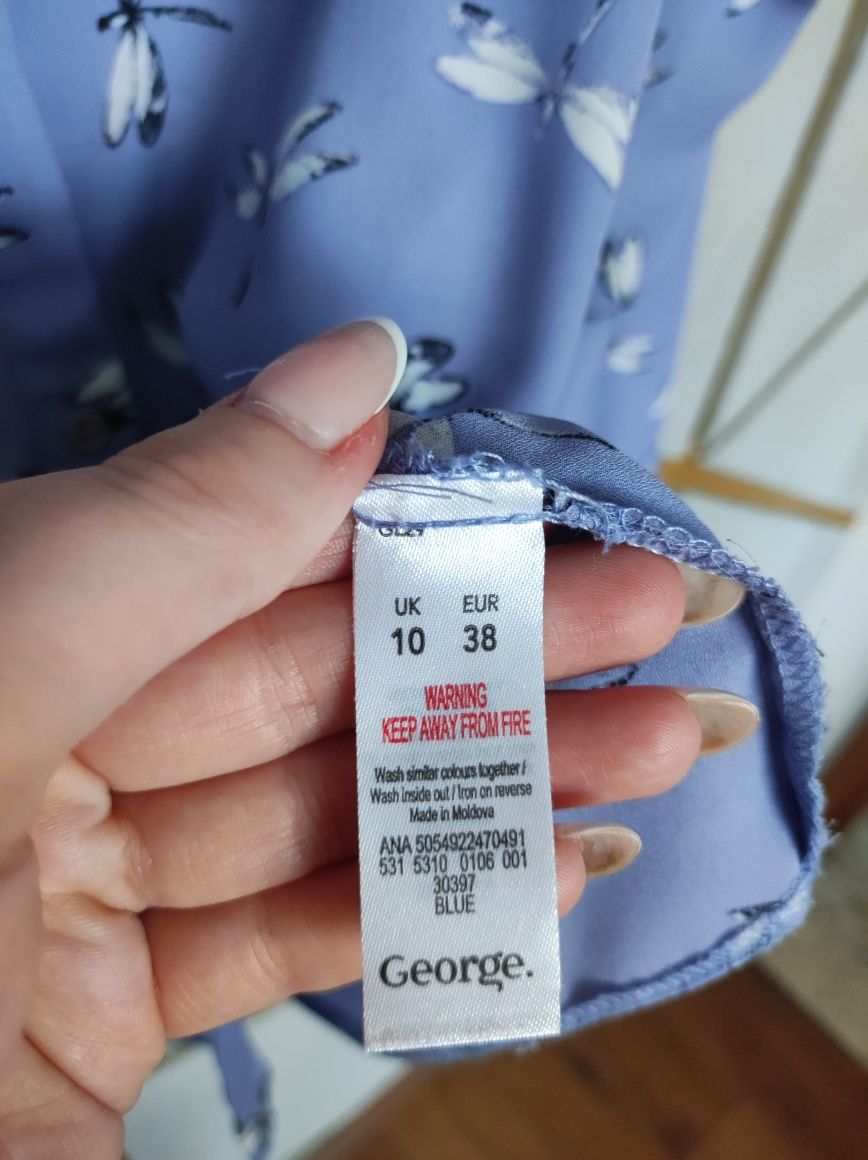 GL29
UK EUR
10 38
WARNING
KEEP AWAY FROM FIRE
Wash similar colours together /
Wash inside out / Iron on reverse
Made in Moldova
ANA 5054922470491
531 5310 0106 001
30397
BLUE
George.